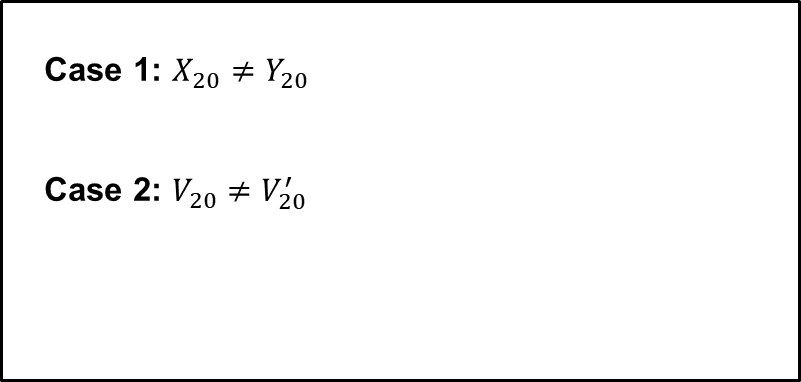 Case 1: X₂₀ ≠ Y₂₀
Case 2: V₂₀ ≠ V′₂₀